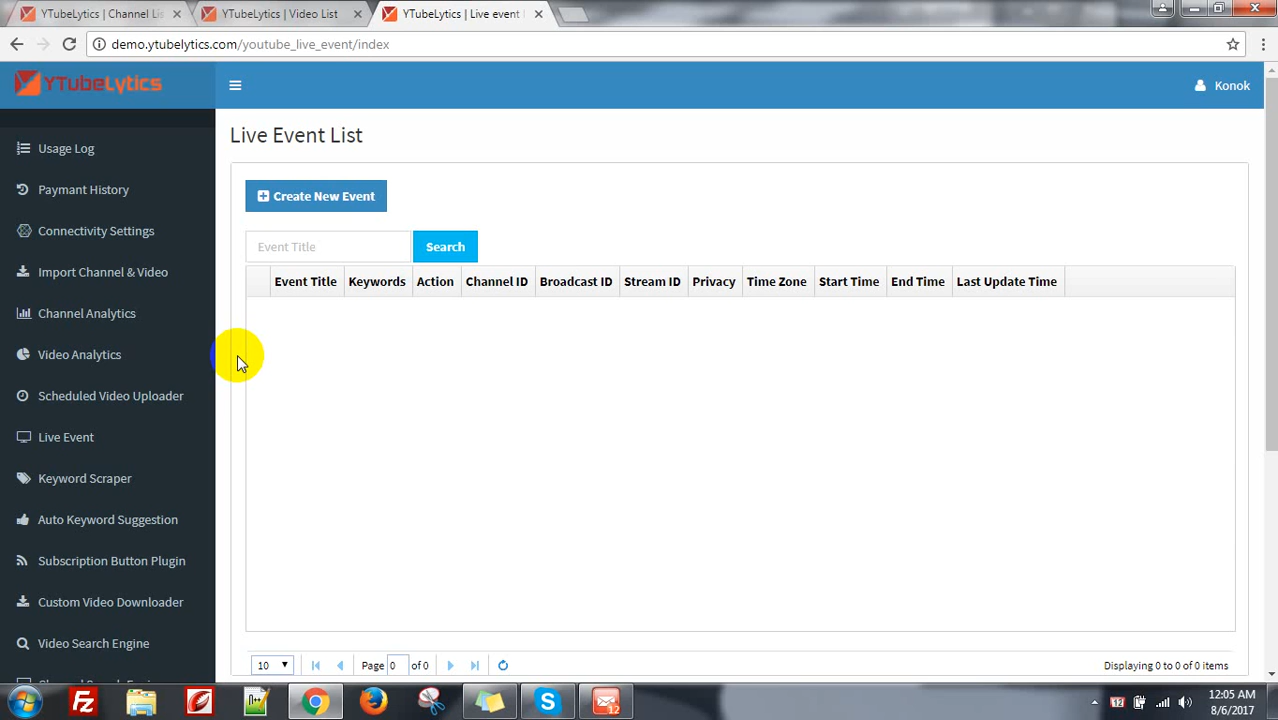 YTubeLytics | Channel Lis
YTubeLytics | Video List
YTubeLytics | Live event
demo.ytubelytics.com/youtube_live_event/index
YTubeLytics
Konok
Usage Log
Paymant History
Connectivity Settings
Import Channel & Video
Channel Analytics
Video Analytics
Scheduled Video Uploader
Live Event
Keyword Scraper
Auto Keyword Suggestion
Subscription Button Plugin
Custom Video Downloader
Video Search Engine
Live Event List
Create New Event
Event Title
Search
Event Title Keywords Action Channel ID Broadcast ID Stream ID Privacy Time Zone Start Time End Time Last Update Time
10 Page 0 of 0 Displaying 0 to 0 of 0 items
12:05 AM
8/6/2017